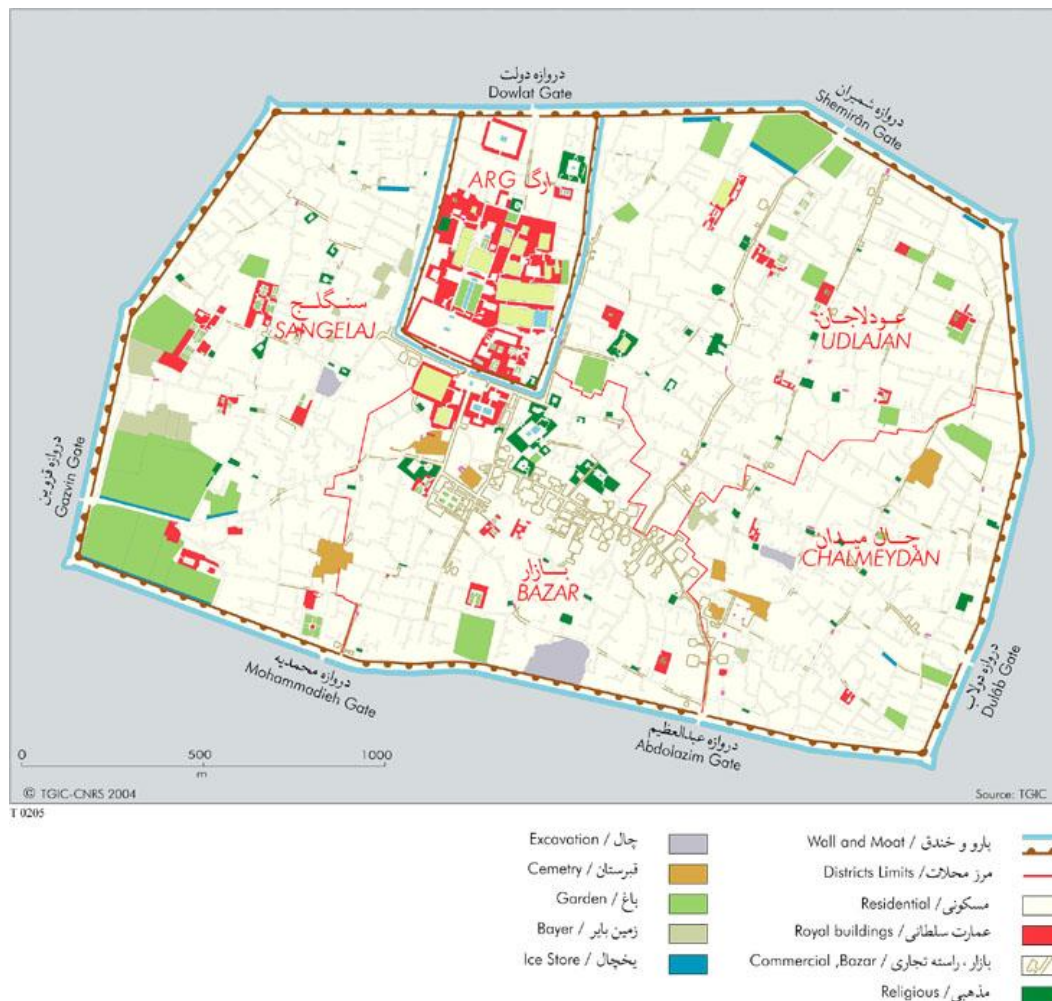 دروازه دولت
Dowlat Gate
دروازه شمیران
Shemirân Gate
ارگ ARG
سنگلج
SANGELAJ
عودلاجان
UDLAJAN
دروازه قزوین
Gazvin Gate
چال میدان
CHALMEYDAN
بازار
BAZAR
دروازه محمدیه
Mohammadieh Gate
دروازه عبدالعظیم
Abdolazim Gate
دروازه دولاب
Dulâb Gate
0 500 1000
m
© TGIC-CNRS 2004
Source: TGIC
T 0205
Excavation / چال
Cemetry / قبرستان
Garden / باغ
Bayer / زمین بایر
Ice Store / یخچال
Wall and Moat / بارو و خندق
Districts Limits / مرز محلات
Residential / مسکونی
Royal buildings / عمارت سلطانی
Commercial ,Bazar / بازار، راسته تجاری
Religious / مذهبی